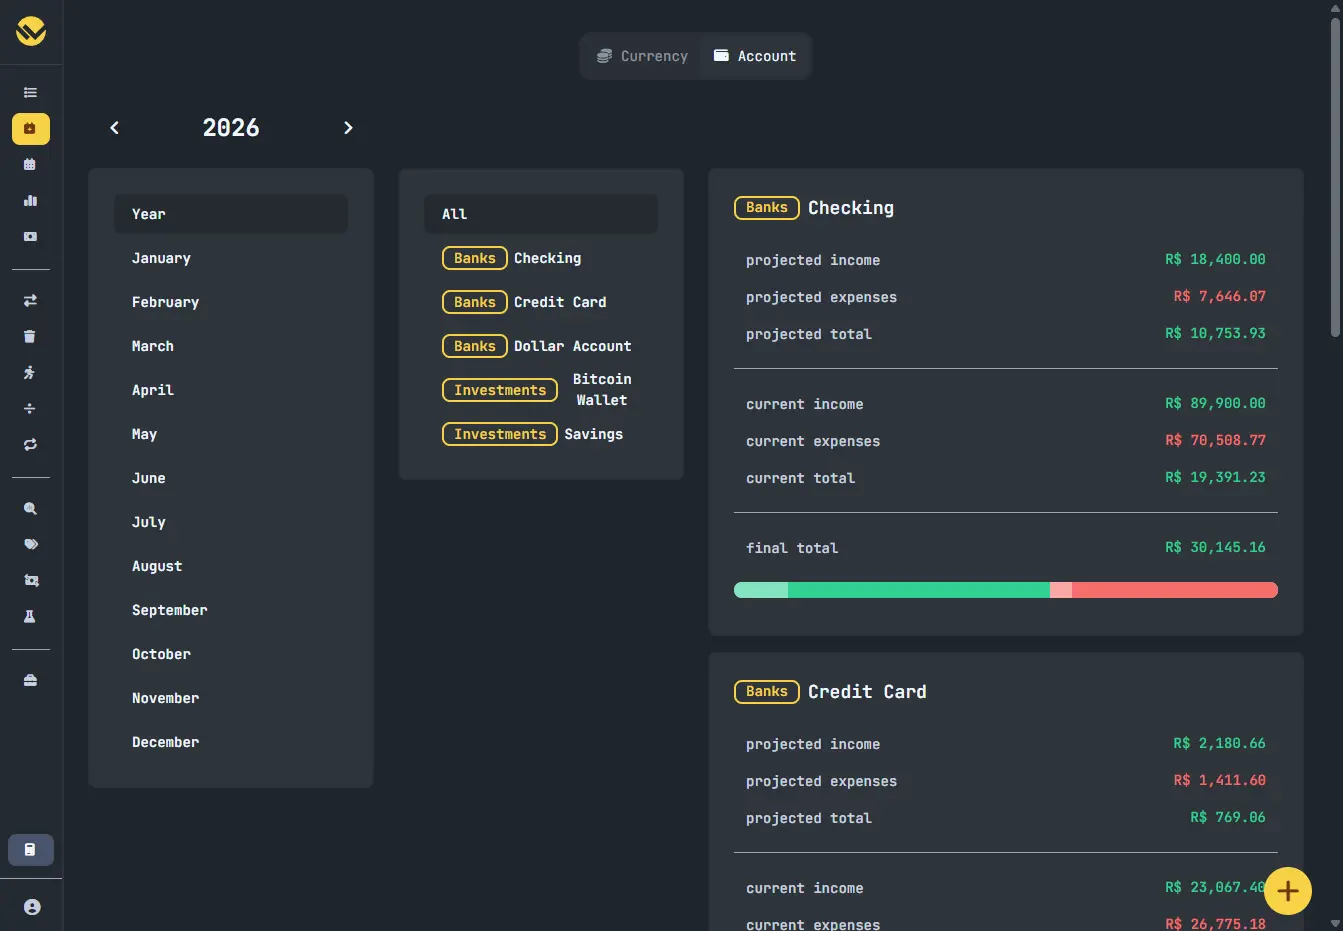 Currency
Account
2026
Year
January
February
March
April
May
June
July
August
September
October
November
December
All
Banks Checking
Banks Credit Card
Banks Dollar Account
Investments Bitcoin
Wallet
Investments Savings
Banks Checking
projected income R$ 18,400.00
projected expenses R$ 7,646.07
projected total R$ 10,753.93
current income R$ 89,900.00
current expenses R$ 70,508.77
current total R$ 19,391.23
final total R$ 30,145.16
Banks Credit Card
projected income R$ 2,180.66
projected expenses R$ 1,411.60
projected total R$ 769.06
current income R$ 23,067.40
current expenses R$ 26,775.18